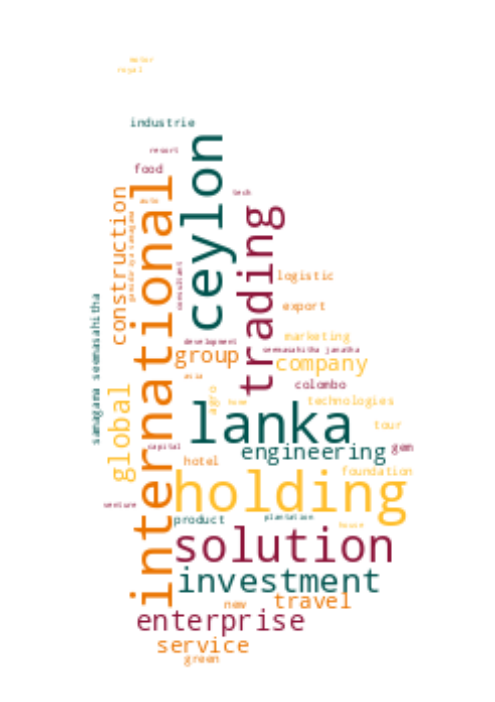 motor
royal
industrie
resort
food
tech
auto
ceylon
international
construction
trading
consultant
logistic
samagama seemasahitha
export
marketing
development
seemasahitha janatha
group
company
asia
colombo
global
agro
home
technologies
lanka
tour
capital
engineering
gem
hotel
foundation
holding
venture
product
plantation
house
solution
investment
new
travel
enterprise
service
green